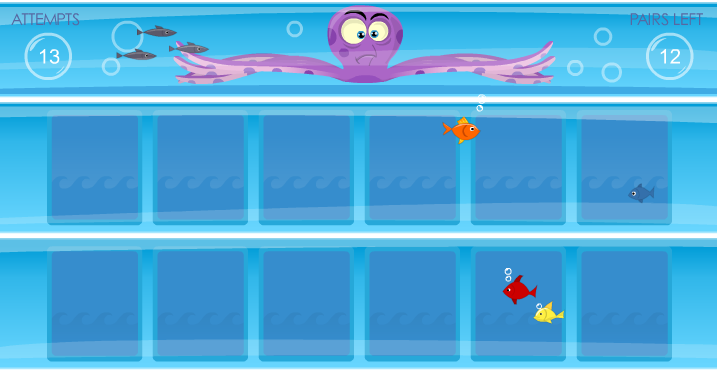 ATTEMPTS
PAIRS LEFT
13
12